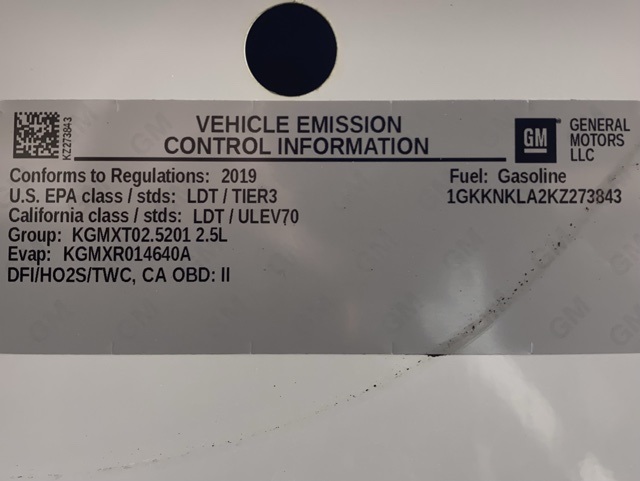 KZ273843
VEHICLE EMISSION
CONTROL INFORMATION
GM
GENERAL
MOTORS
LLC
Conforms to Regulations: 2019
U.S. EPA class / stds: LDT / TIER3
California class / stds: LDT / ULEV70
Group: KGMXT02.5201 2.5L
Evap: KGMXR014640A
DFI/HO2S/TWC, CA OBD: II
Fuel: Gasoline
1GKKNKLA2KZ273843